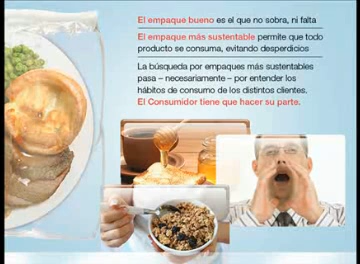 El empaque bueno es el que no sobra, ni falta
El empaque más sustentable permite que todo
producto se consuma, evitando desperdicios
La búsqueda por empaques más sustentables
pasa – necesariamente – por entender los
hábitos de consumo de los distintos clientes.
El Consumidor tiene que hacer su parte.